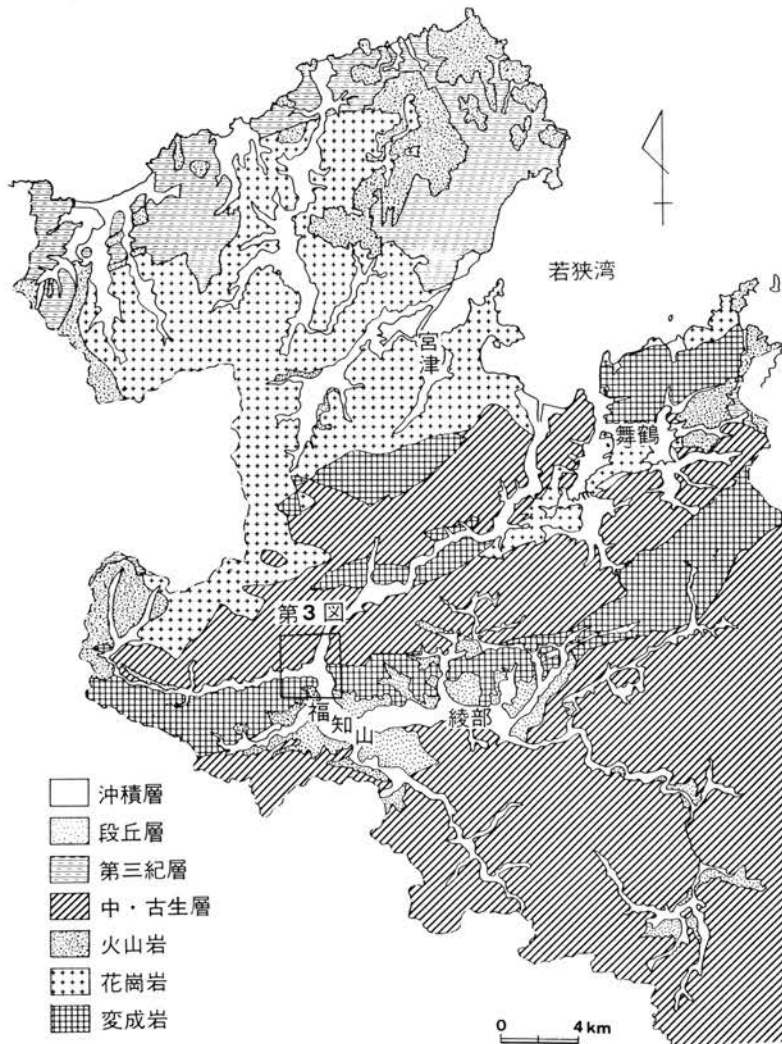 若狭湾
宮津
舞鶴
第3図
福知山
綾部
沖積層
段丘層
第三紀層
中・古生層
火山岩
花崗岩
変成岩
0 4km